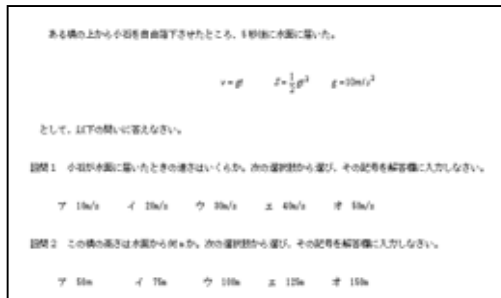 ある橋の上から小石を自由落下させたところ、5秒後に水面に届いた。
v=gt  S=\frac{1}{2}gt²  g=10m/s²
として、以下の問いに答えなさい。
設問1 小石が水面に届いたときの速さはいくらか。次の選択肢から選び、その記号を解答欄に入力しなさい。
ア 10m/s イ 20m/s ウ 30m/s エ 40m/s オ 50m/s
設問2 この橋の高さは水面から何mか。次の選択肢から選び、その記号を解答欄に入力しなさい。
ア 50m イ 75m ウ 100m エ 125m オ 150m